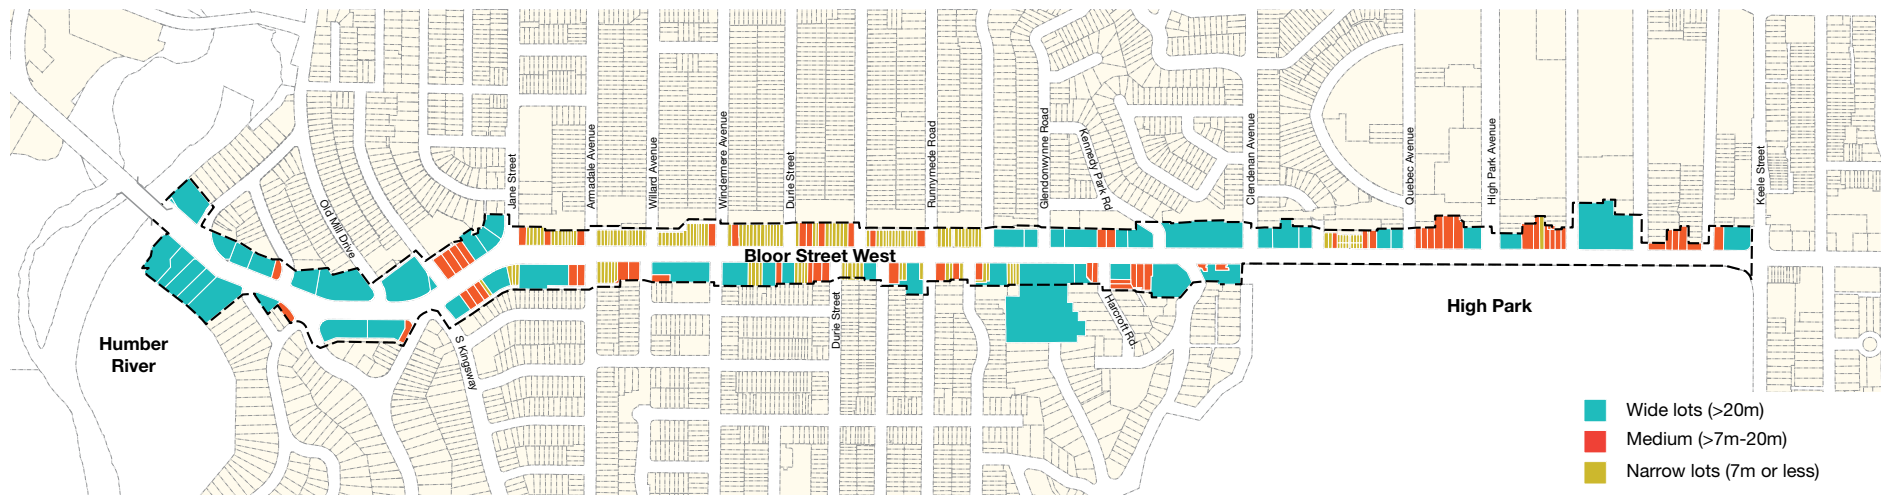 Old Mill Drive
Jane Street
Armadale Avenue
Willard Avenue
Windermere Avenue
Durie Street
Runnymede Road
Glendonwynne Road
Kennedy Park Rd
Clendenan Avenue
Quebec Avenue
High Park Avenue
Keele Street
Bloor Street West
Humber
River
S Kingsway
Durie Street
Harcroft Rd.
High Park
Wide lots (>20m)
Medium (>7m-20m)
Narrow lots (7m or less)